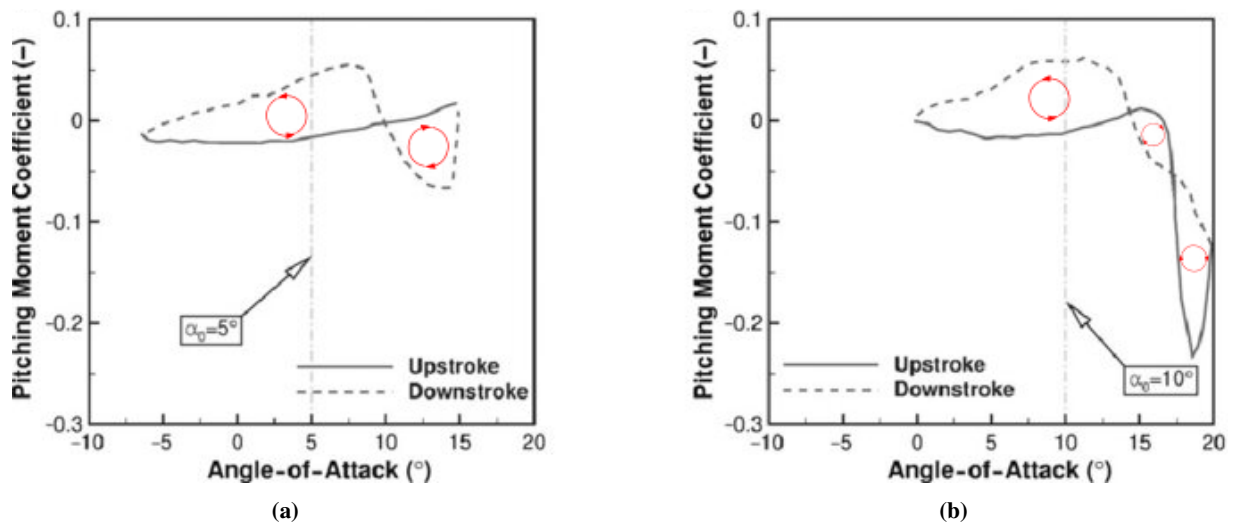 0.1
0
-0.1
-0.2
-0.3
Pitching Moment Coefficient (-)
α₀=5°
Upstroke
Downstroke
-10 -5 0 5 10 15 20
Angle-of-Attack (°)
(a)
0.1
0
-0.1
-0.2
-0.3
Pitching Moment Coefficient (-)
α₀=10°
Upstroke
Downstroke
-10 -5 0 5 10 15 20
Angle-of-Attack (°)
(b)